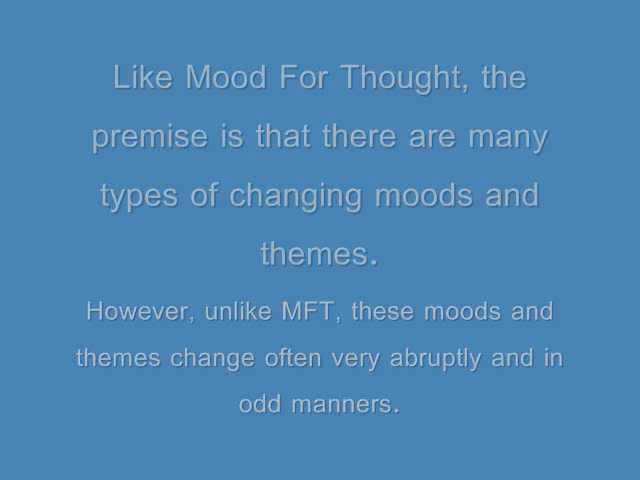 Like Mood For Thought, the
premise is that there are many
types of changing moods and
themes.
However, unlike MFT, these moods and
themes change often very abruptly and in
odd manners.